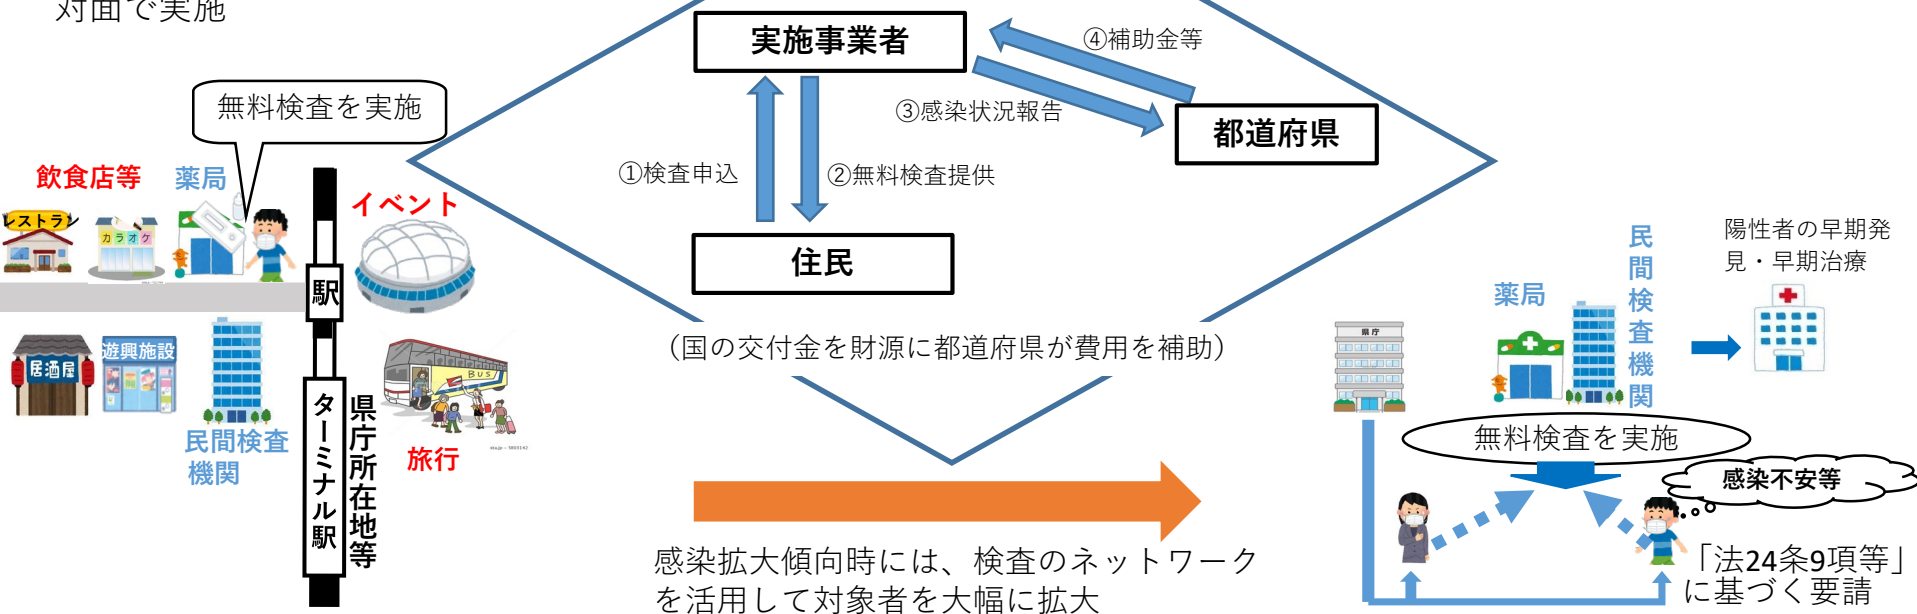 対面で実施
無料検査を実施
飲食店等
薬局
レストラン
カラオケ
イベント
駅
居酒屋
遊興施設
民間検査
機関
ターミナル駅
県庁所在地等
BUS
旅行
実施事業者
④補助金等
③感染状況報告
都道府県
①検査申込
②無料検査提供
住民
（国の交付金を財源に都道府県が費用を補助）
感染拡大傾向時には、検査のネットワーク
を活用して対象者を大幅に拡大
県庁
薬局
民間検査機関
陽性者の早期発
見・早期治療
無料検査を実施
感染不安等
「法24条9項等」
に基づく要請